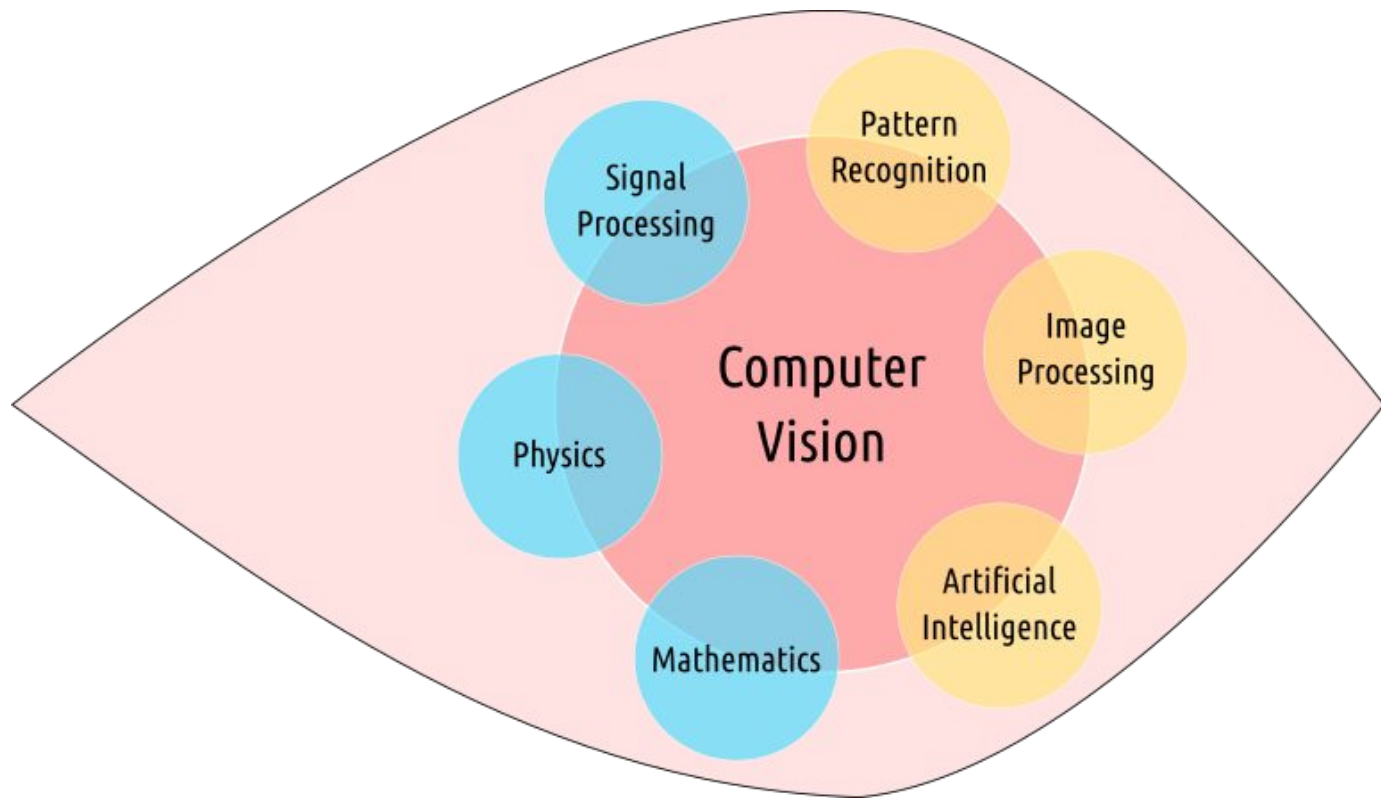 Pattern
Recognition
Signal
Processing
Image
Processing
Computer
Vision
Physics
Artificial
Intelligence
Mathematics